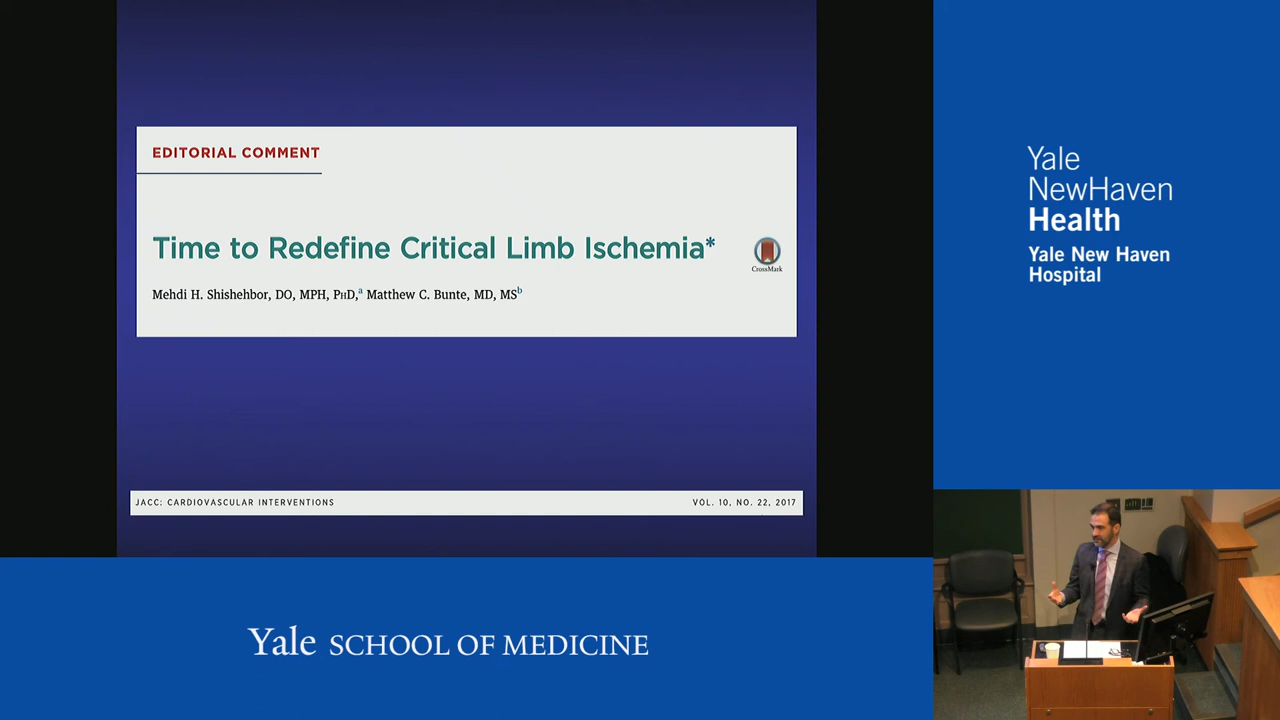 EDITORIAL COMMENT
Time to Redefine Critical Limb Ischemia*
CrossMark
Mehdi H. Shishehbor, DO, MPH, PHD,a Matthew C. Bunte, MD, MSb
JACC: CARDIOVASCULAR INTERVENTIONS
VOL. 10, NO. 22, 2017
Yale
NewHaven
Health
Yale New Haven
Hospital
Yale SCHOOL OF MEDICINE